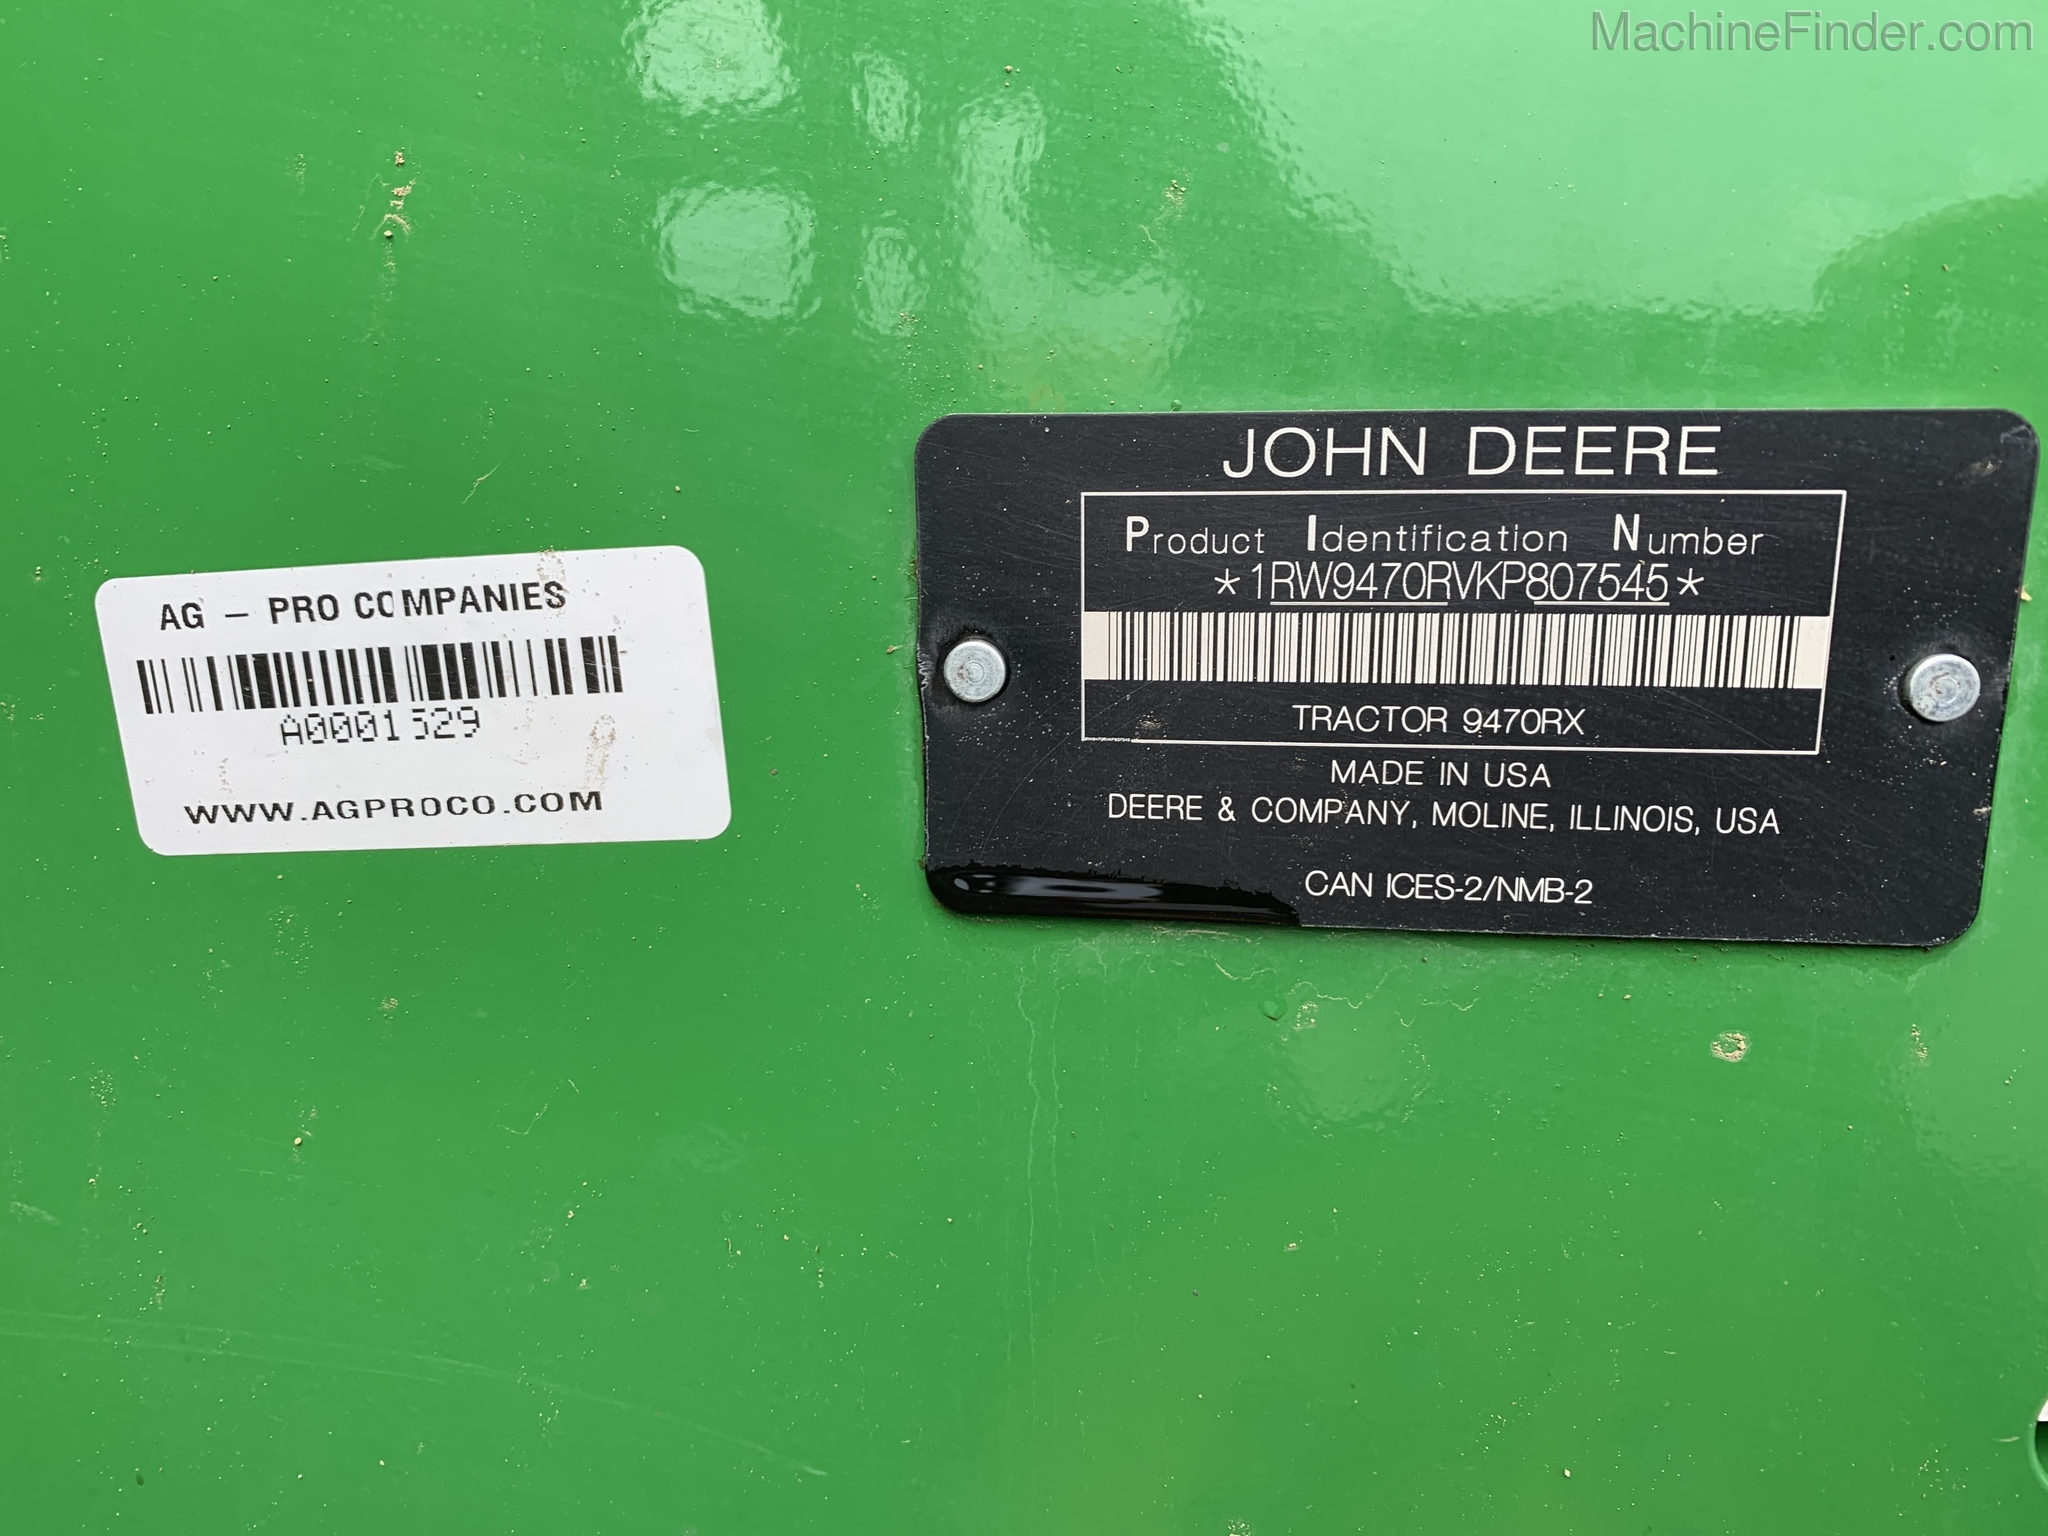 MachineFinder.com
JOHN DEERE
Product Identification Number
*1RW9470RVKP807545*
TRACTOR 9470RX
MADE IN USA
DEERE & COMPANY, MOLINE, ILLINOIS, USA
CAN ICES-2/NMB-2
AG - PRO COMPANIES
WWW.AGPROCO.COM